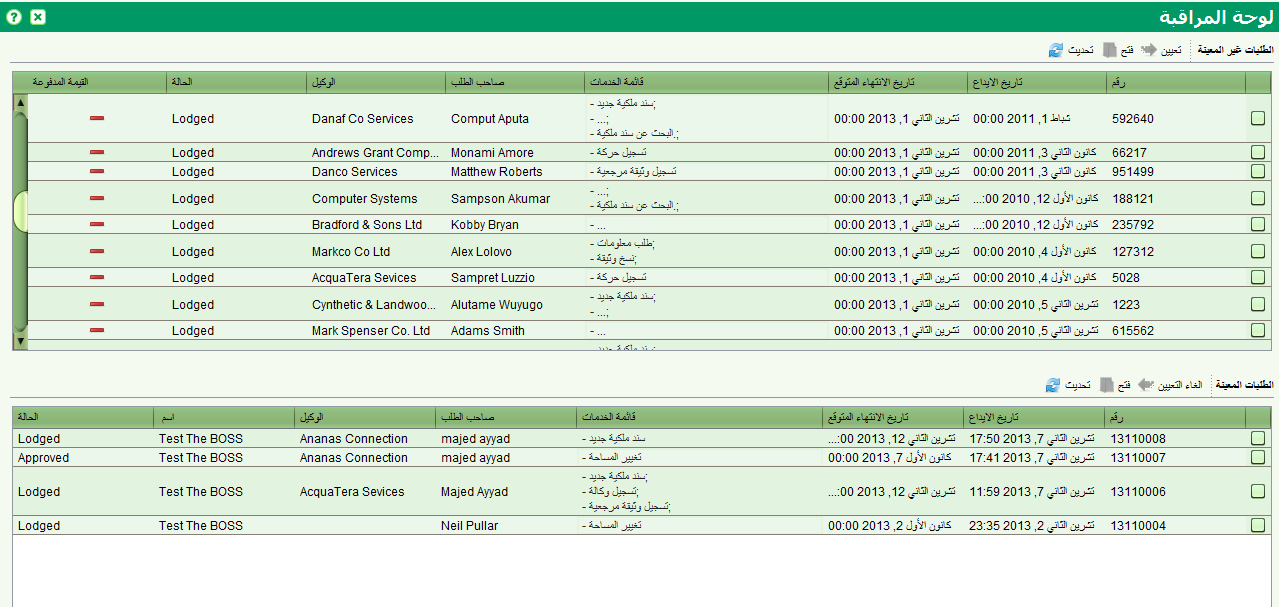 لوحة المراقبة
الطلبات غير المعينة تعيين فتح تحديث
رقم تاريخ الايداع تاريخ الانتهاء المتوقع قائمة الخدمات صاحب الطلب الوكيل الحالة القيمة المدفوعة
592640 شباط 1, 2011 00:00 تشرين الثاني 1, 2013 00:00 - سند ملكية جديد; Comput Aputa Danaf Co Services Lodged
- ...;
- البحث عن سند ملكية.;
66217 كانون الثاني 3, 2011 00:00 تشرين الثاني 1, 2013 00:00 - تسجيل حركة Monami Amore Andrews Grant Comp... Lodged
951499 كانون الثاني 3, 2011 00:00 تشرين الثاني 1, 2013 00:00 - تسجيل وثيقة مرجعية Matthew Roberts Danco Services Lodged
188121 كانون الأول 12, 2010 00:... تشرين الثاني 1, 2013 00:00 - ...; Sampson Akumar Computer Systems Lodged
- البحث عن سند ملكية.;
235792 كانون الأول 12, 2010 00:... تشرين الثاني 1, 2013 00:00 - ... Kobby Bryan Bradford & Sons Ltd Lodged
127312 كانون الأول 4, 2010 00:00 تشرين الثاني 1, 2013 00:00 - طلب معلومات; Alex Lolovo Markco Co Ltd Lodged
- نسخ وثيقة;
5028 كانون الأول 4, 2010 00:00 تشرين الثاني 1, 2013 00:00 - تسجيل حركة Sampret Luzzio AcquaTera Sevices Lodged
1223 تشرين الثاني 5, 2010 00:00 تشرين الثاني 1, 2013 00:00 - سند ملكية جديد; Alutame Wuyugo Cynthetic & Landwoo... Lodged
- ...;
615562 تشرين الثاني 5, 2010 00:00 تشرين الثاني 1, 2013 00:00 - ... Adams Smith Mark Spenser Co. Ltd Lodged
- سند ملكية جديد;
الطلبات المعينة الغاء التعيين فتح تحديث
رقم تاريخ الايداع تاريخ الانتهاء المتوقع قائمة الخدمات صاحب الطلب الوكيل اسم الحالة
13110008 تشرين الثاني 7, 2013 17:50 تشرين الثاني 12, 2013 00:... - سند ملكية جديد majed ayyad Ananas Connection Test The BOSS Lodged
13110007 تشرين الثاني 7, 2013 17:41 كانون الأول 7, 2013 00:00 - تغيير المساحة majed ayyad Ananas Connection Test The BOSS Approved
13110006 تشرين الثاني 7, 2013 11:59 تشرين الثاني 12, 2013 00:... - سند ملكية جديد; Majed Ayyad AcquaTera Sevices Test The BOSS Lodged
- تسجيل وكالة;
- تسجيل وثيقة مرجعية;
13110004 تشرين الثاني 2, 2013 23:35 كانون الأول 2, 2013 00:00 - تغيير المساحة Neil Pullar Test The BOSS Lodged